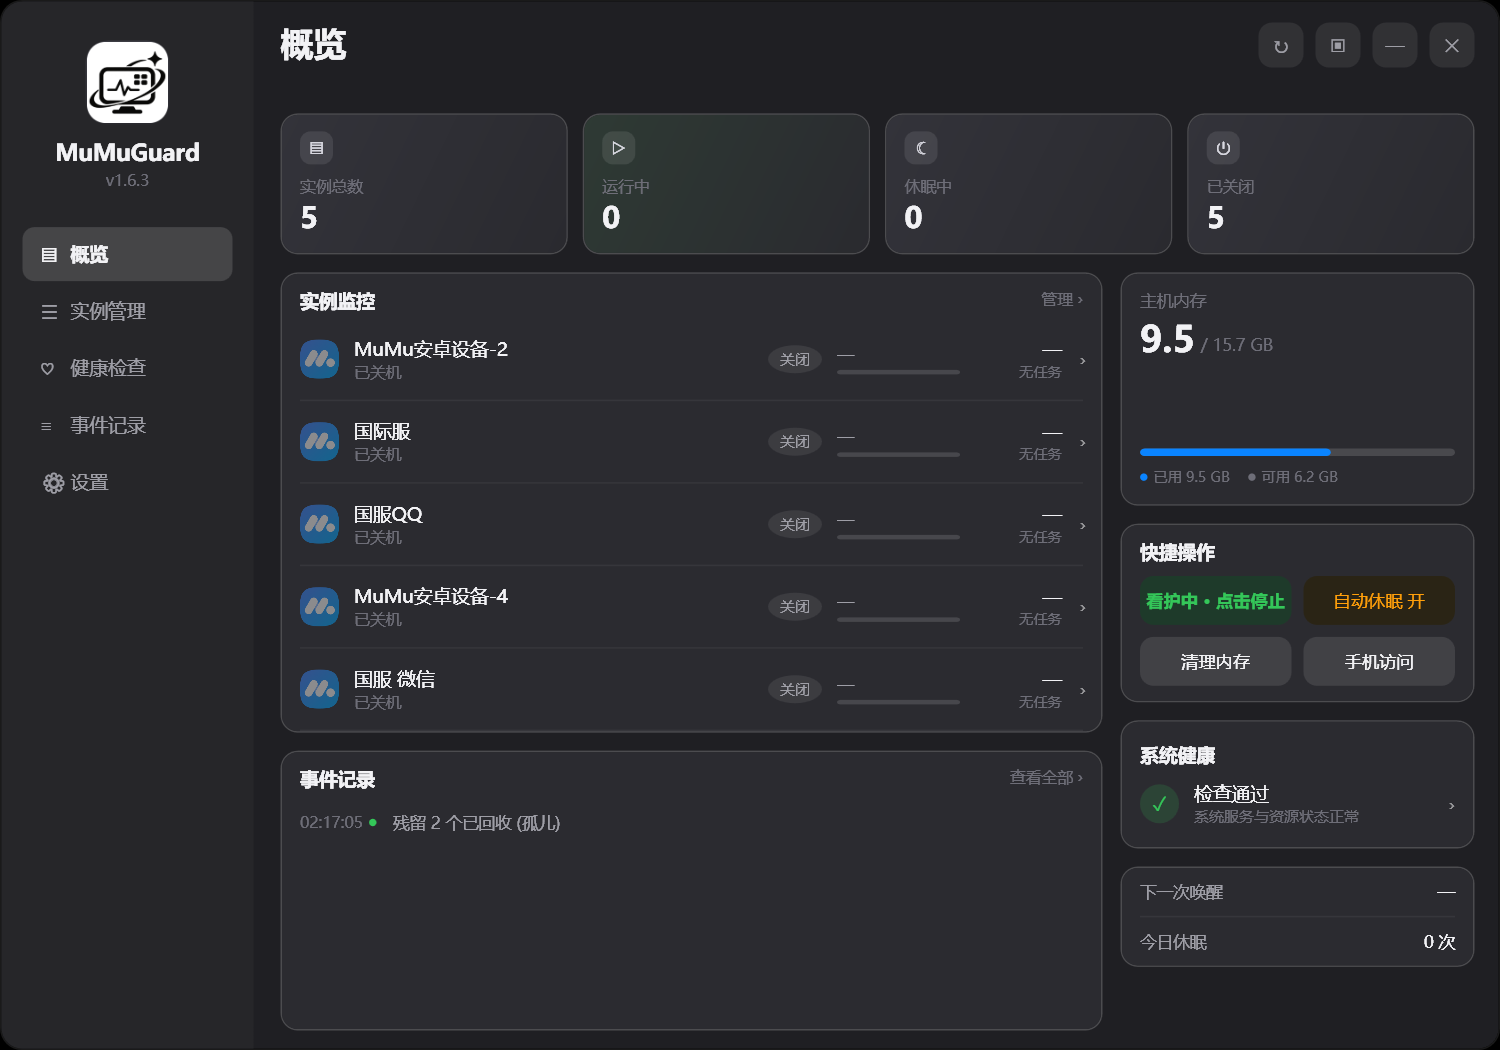 MuMuGuard
v1.6.3
概览
实例管理
健康检查
事件记录
设置
概览
实例总数
5
运行中
0
休眠中
0
已关闭
5
实例监控
管理 ›
MuMu安卓设备-2
已关机
关闭
—
—
无任务
国际服
已关机
关闭
—
—
无任务
国服QQ
已关机
关闭
—
—
无任务
MuMu安卓设备-4
已关机
关闭
—
—
无任务
国服 微信
已关机
关闭
—
—
无任务
事件记录
查看全部 ›
02:17:05 ● 残留 2 个已回收 (孤儿)
主机内存
9.5 / 15.7 GB
● 已用 9.5 GB ● 可用 6.2 GB
快捷操作
看护中 • 点击停止
自动休眠 开
清理内存
手机访问
系统健康
检查通过
系统服务与资源状态正常
下一次唤醒 —
今日休眠 0 次